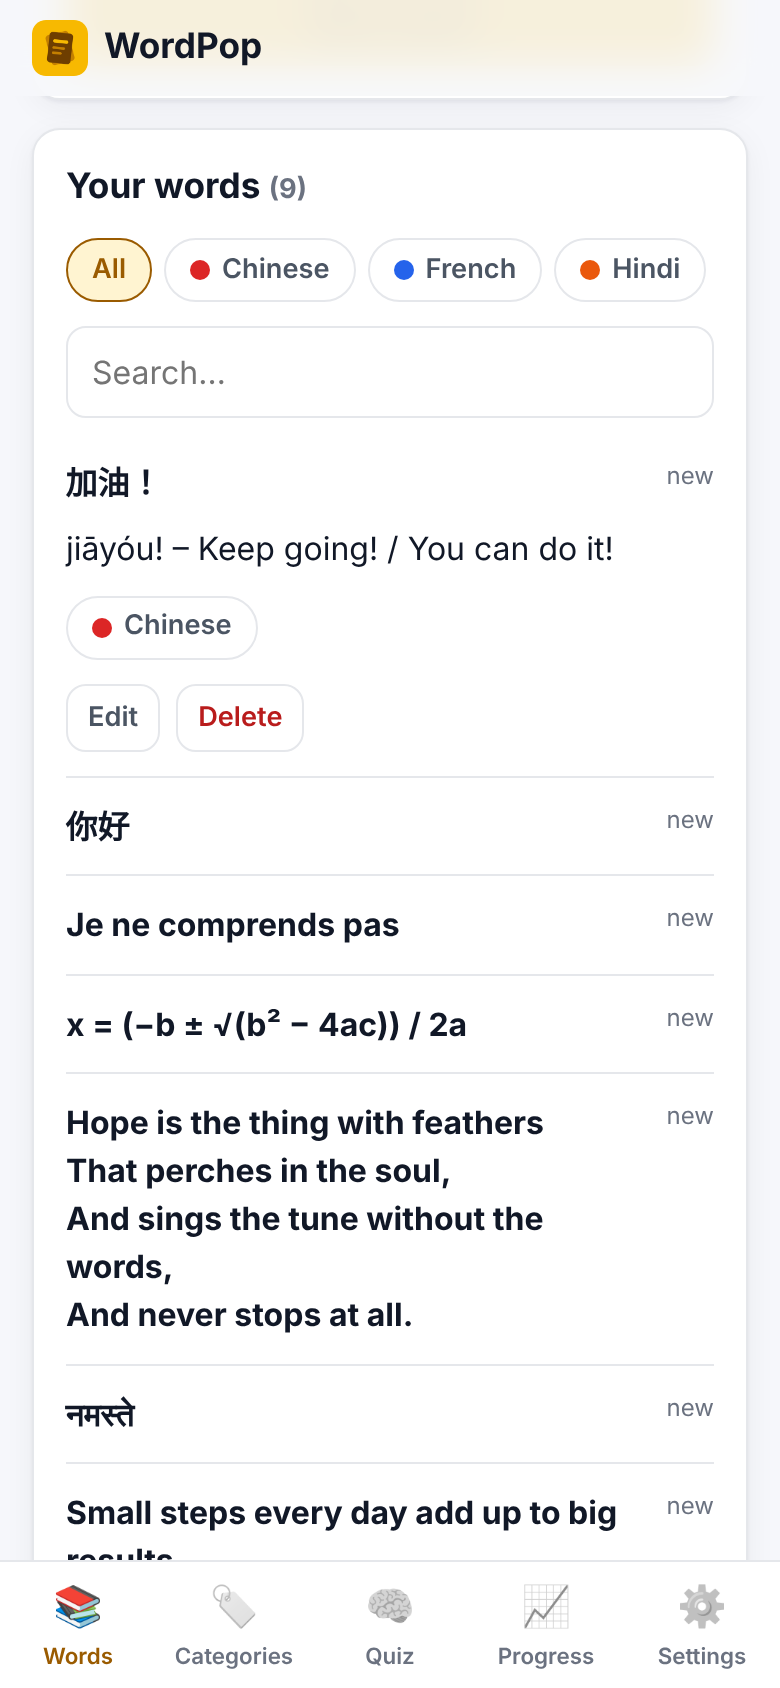 WordPop
Your words (9)
All Chinese French Hindi
Search...
加油！ new
jiāyóu! – Keep going! / You can do it!
Chinese
Edit Delete
你好 new
Je ne comprends pas new
x = (−b ± √(b² − 4ac)) / 2a new
Hope is the thing with feathers new
That perches in the soul,
And sings the tune without the
words,
And never stops at all.
नमस्ते new
Small steps every day add up to big new
results
Words Categories Quiz Progress Settings